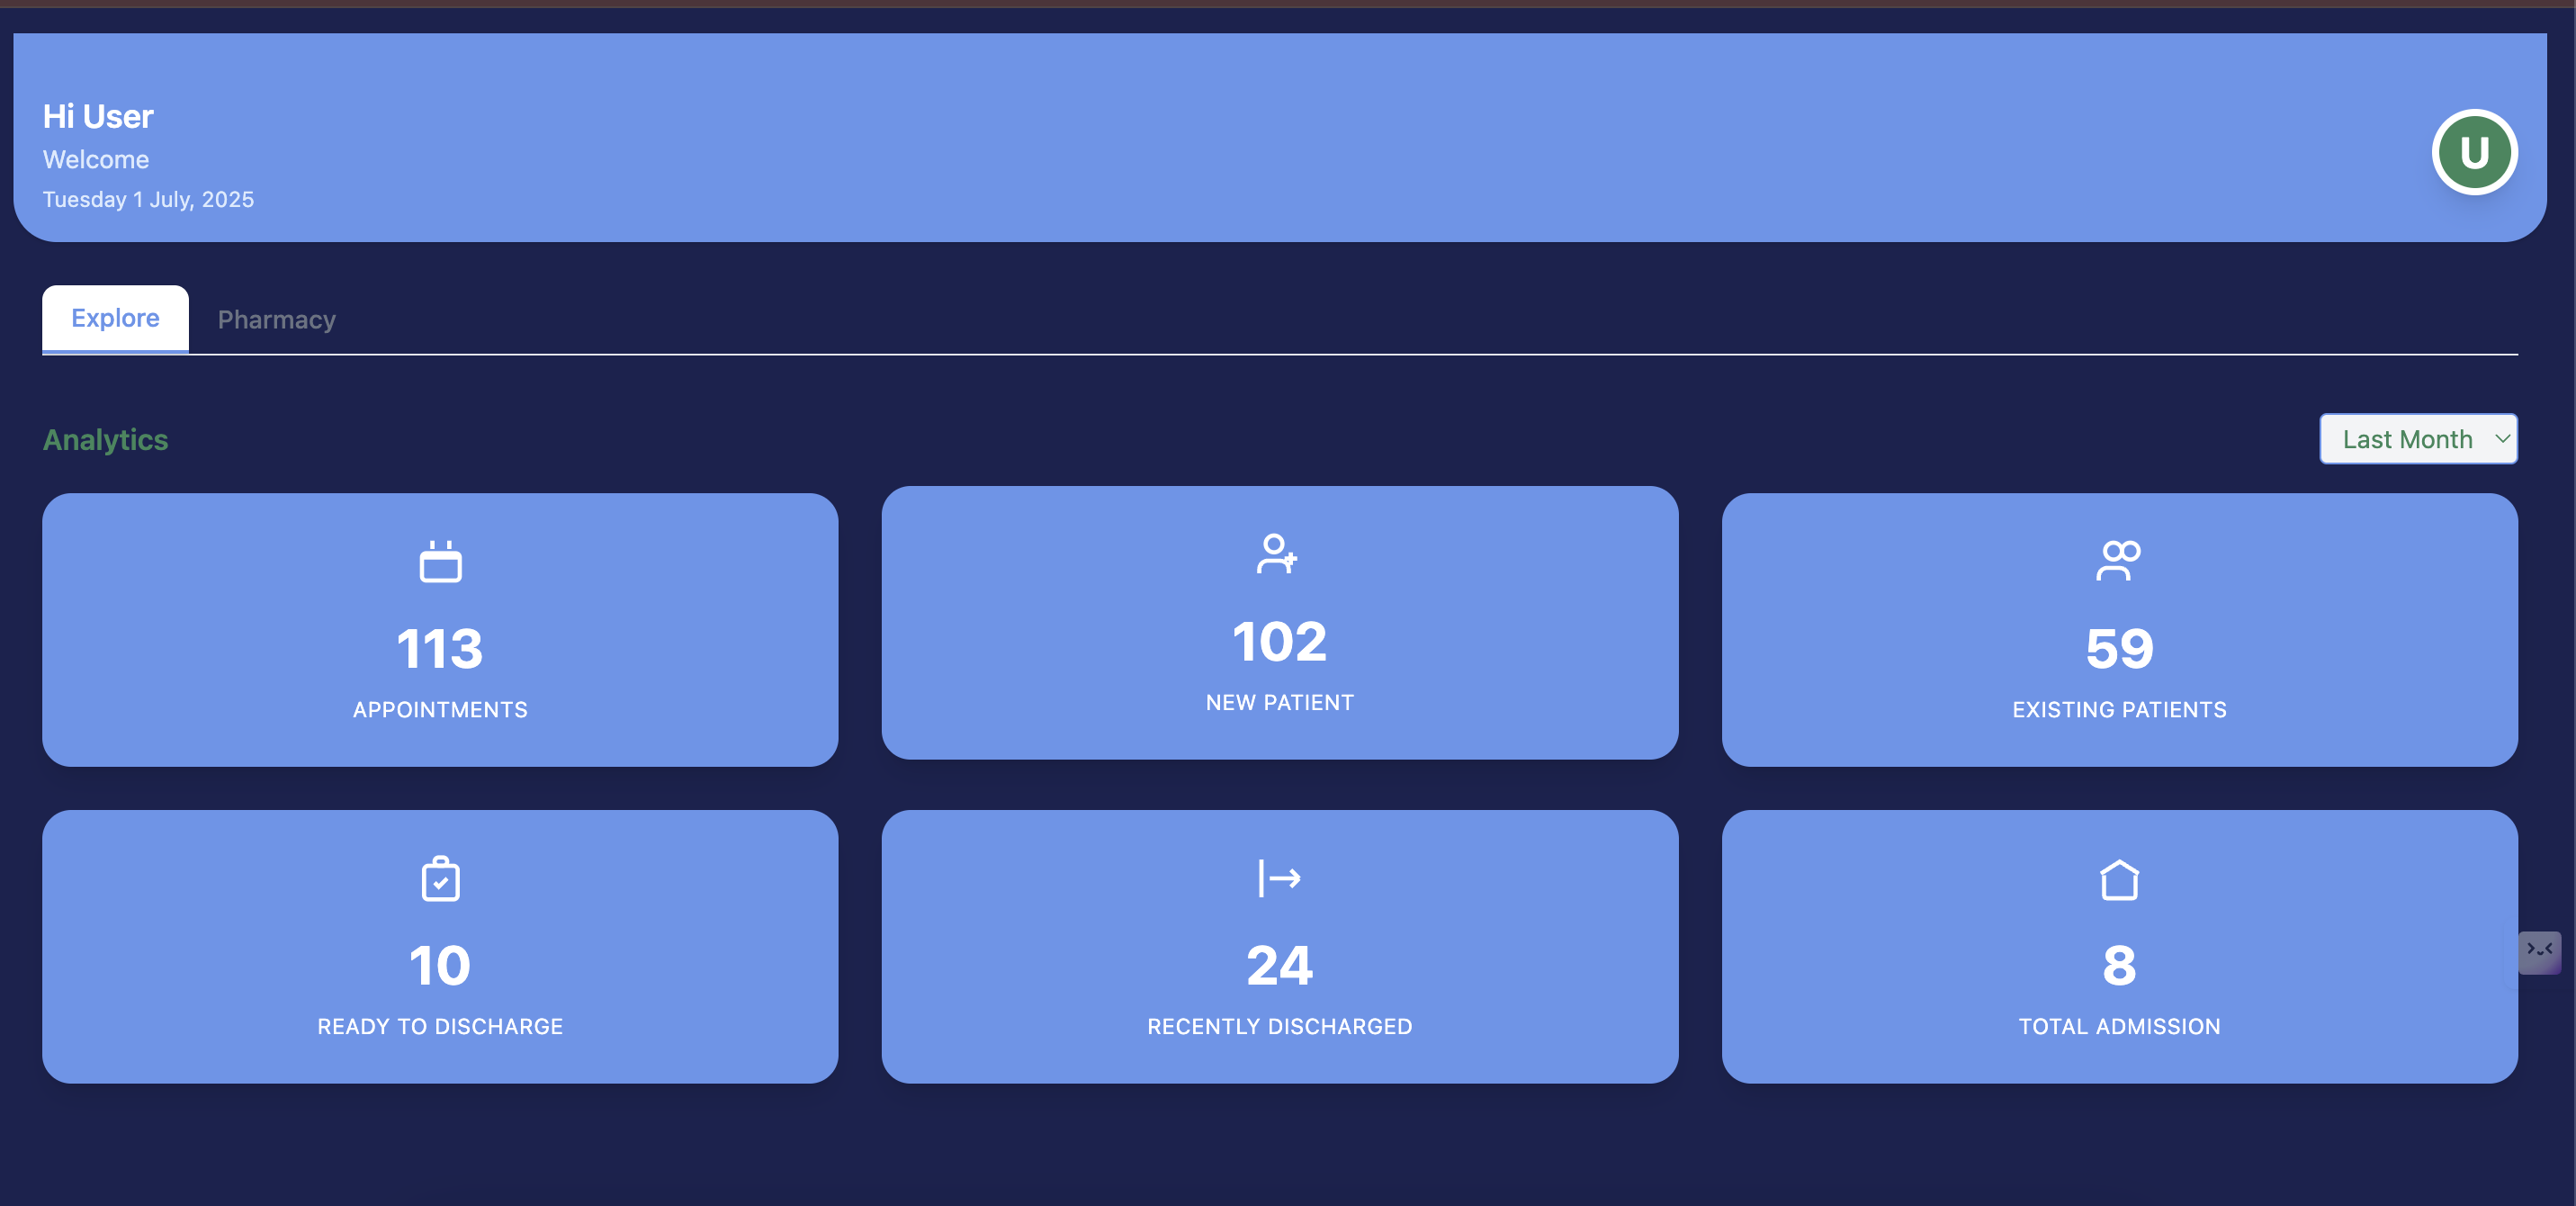 Hi User
Welcome
Tuesday 1 July, 2025
U
Explore
Pharmacy
Analytics
Last Month
113
APPOINTMENTS
102
NEW PATIENT
59
EXISTING PATIENTS
10
READY TO DISCHARGE
24
RECENTLY DISCHARGED
8
TOTAL ADMISSION